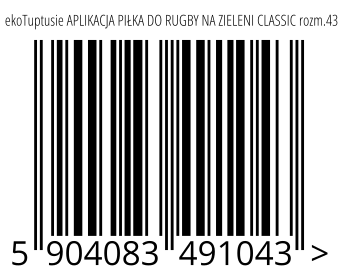 ekoTuptusie APLIKACJA PIŁKA DO RUGBY NA ZIELENI CLASSIC rozm.43
5 904083 491043 >